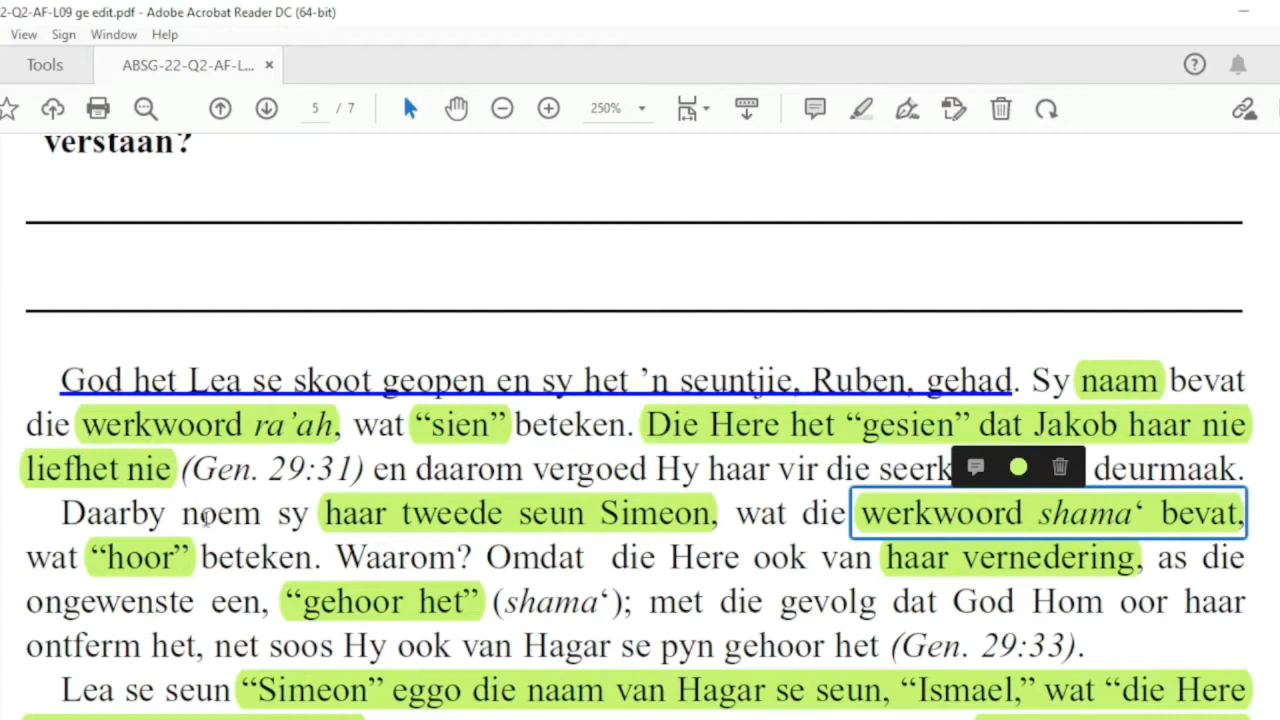 2-Q2-AF-L09 ge edit.pdf - Adobe Acrobat Reader DC (64-bit)
View Sign Window Help
Tools ABSG-22-Q2-AF-L... ×
5 / 7 250%
verstaan?
God het Lea se skoot geopen en sy het ’n seuntjie, Ruben, gehad. Sy naam bevat
die werkwoord ra’ah, wat “sien” beteken. Die Here het “gesien” dat Jakob haar nie
liefhet nie (Gen. 29:31) en daarom vergoed Hy haar vir die seerk deurmaak.
Daarby noem sy haar tweede seun Simeon, wat die werkwoord shama‘ bevat,
wat “hoor” beteken. Waarom? Omdat die Here ook van haar vernedering, as die
ongewenste een, “gehoor het” (shama‘); met die gevolg dat God Hom oor haar
ontferm het, net soos Hy ook van Hagar se pyn gehoor het (Gen. 29:33).
Lea se seun “Simeon” eggo die naam van Hagar se seun, “Ismael,” wat “die Here